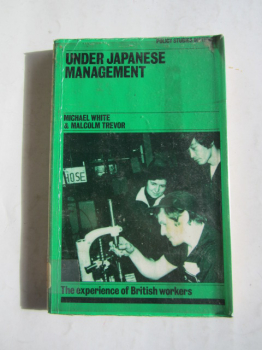 POLICY STUDIES
UNDER JAPANESE
MANAGEMENT
MICHAEL WHITE
& MALCOLM TREVOR
HOSE
The experience of British workers